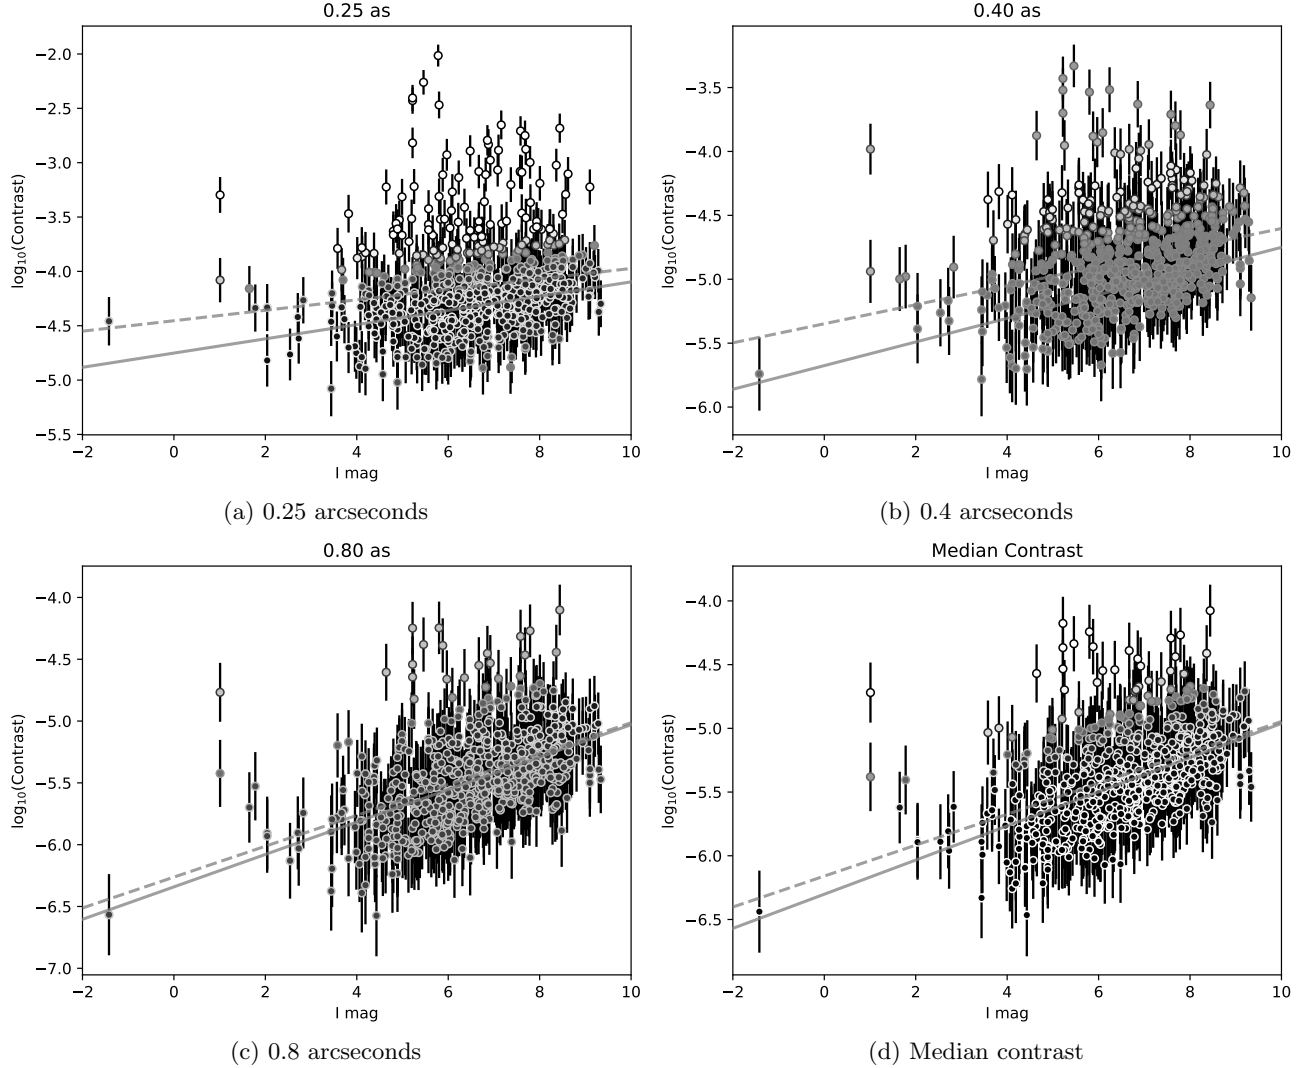 0.25 as
log10(Contrast)
−2.0
−2.5
−3.0
−3.5
−4.0
−4.5
−5.0
−5.5
−2 0 2 4 6 8 10
I mag
(a) 0.25 arcseconds
0.40 as
log10(Contrast)
−3.5
−4.0
−4.5
−5.0
−5.5
−6.0
−2 0 2 4 6 8 10
I mag
(b) 0.4 arcseconds
0.80 as
log10(Contrast)
−4.0
−4.5
−5.0
−5.5
−6.0
−6.5
−7.0
−2 0 2 4 6 8 10
I mag
(c) 0.8 arcseconds
Median Contrast
log10(Contrast)
−4.0
−4.5
−5.0
−5.5
−6.0
−6.5
−2 0 2 4 6 8 10
I mag
(d) Median contrast